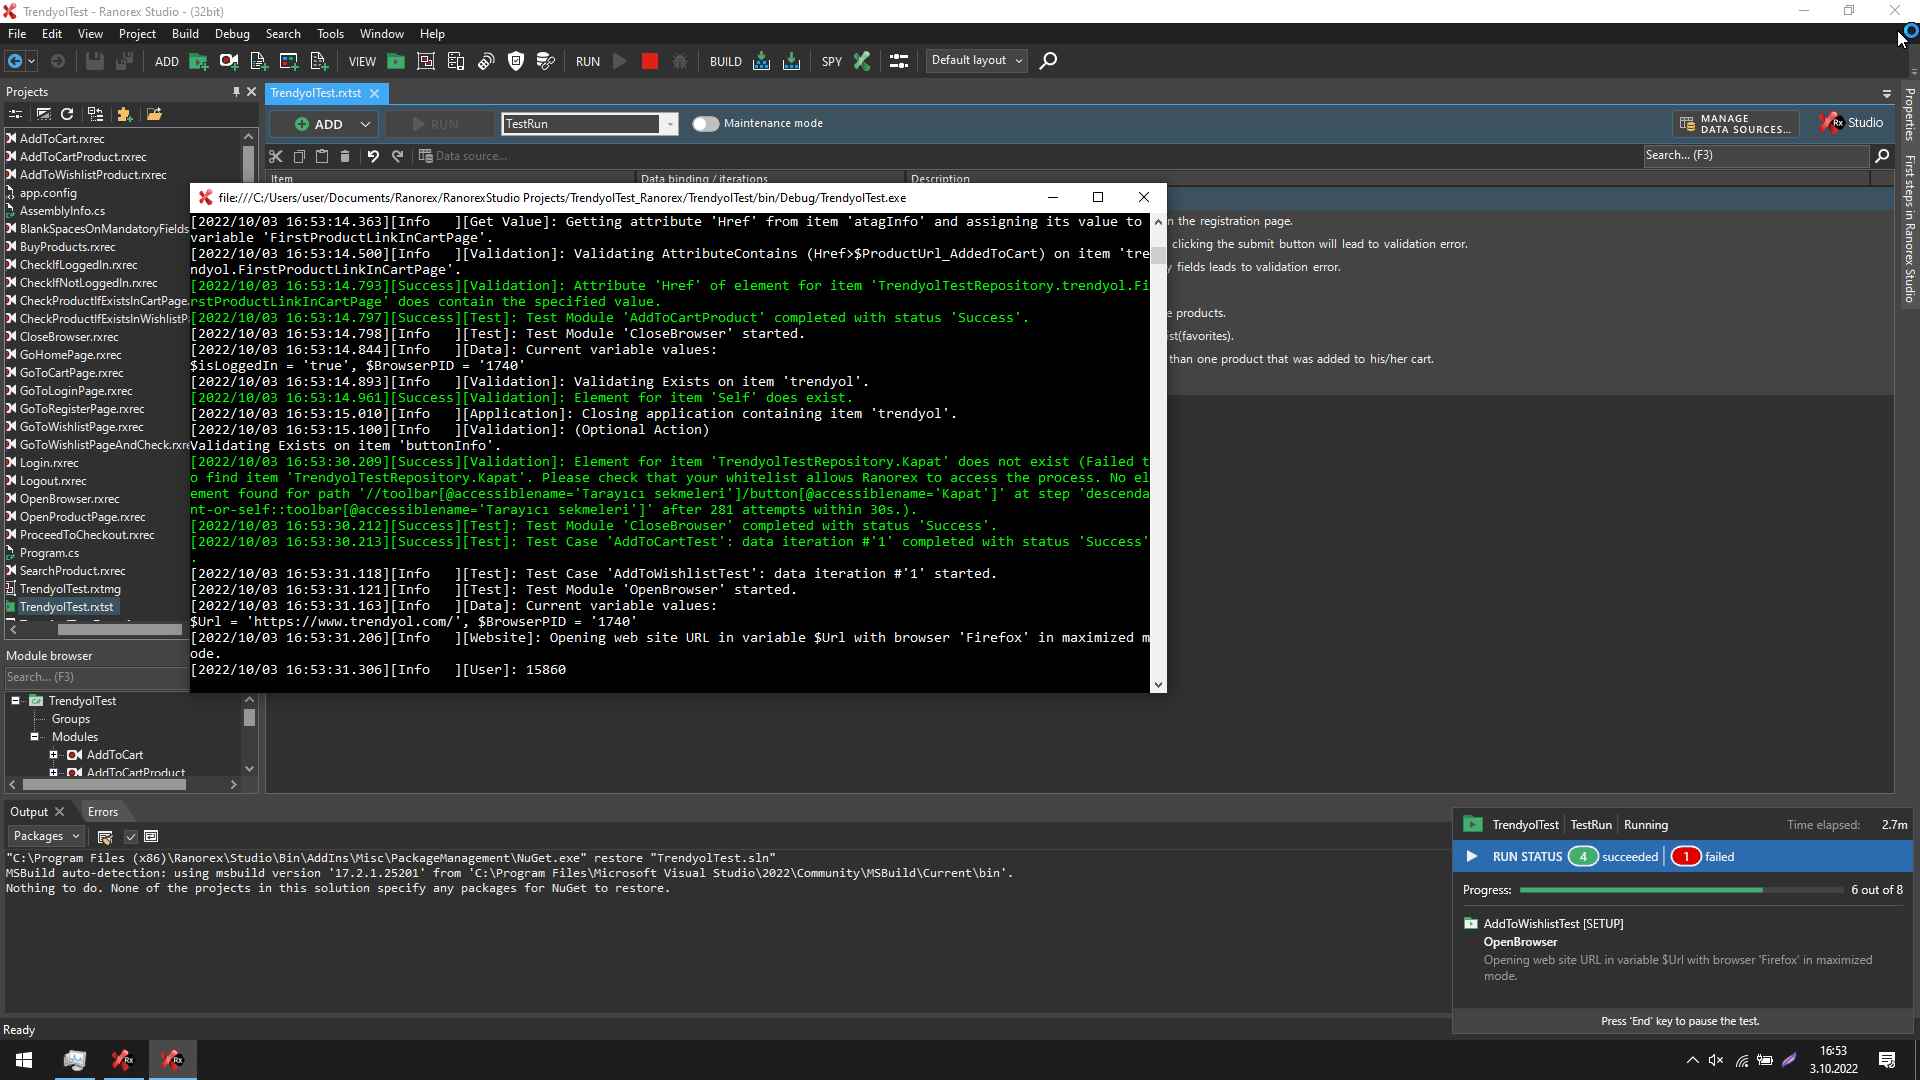 TrendyolTest - Ranorex Studio - (32bit)
File Edit View Project Build Debug Search Tools Window Help
ADD VIEW RUN BUILD SPY Default layout
Projects
TrendyolTest.rxtst
ADD RUN TestRun Maintenance mode
MANAGE
DATA SOURCES...
Studio
Data source...
Search... (F3)
Item Data binding / iterations Description
Properties
First steps in Ranorex Studio
AddToCart.rxrec
AddToCartProduct.rxrec
AddToWishlistProduct.rxrec
app.config
AssemblyInfo.cs
BlankSpacesOnMandatoryFields
BuyProducts.rxrec
CheckIfLoggedIn.rxrec
CheckIfNotLoggedIn.rxrec
CheckProductIfExistsInCartPage.
CheckProductIfExistsInWishlistP
CloseBrowser.rxrec
GoHomePage.rxrec
GoToCartPage.rxrec
GoToLoginPage.rxrec
GoToRegisterPage.rxrec
GoToWishlistPage.rxrec
GoToWishlistPageAndCheck.rxre
Login.rxrec
Logout.rxrec
OpenBrowser.rxrec
OpenProductPage.rxrec
ProceedToCheckout.rxrec
Program.cs
SearchProduct.rxrec
TrendyolTest.rxtmg
TrendyolTest.rxtst
Module browser
Search... (F3)
TrendyolTest
Groups
Modules
AddToCart
AddToCartProduct
file:///C:/Users/user/Documents/Ranorex/RanorexStudio Projects/TrendyolTest_Ranorex/TrendyolTest/bin/Debug/TrendyolTest.exe
[2022/10/03 16:53:14.363][Info   ][Get Value]: Getting attribute 'Href' from item 'atagInfo' and assigning its value to
variable 'FirstProductLinkInCartPage'.
[2022/10/03 16:53:14.500][Info   ][Validation]: Validating AttributeContains (Href>$ProductUrl_AddedToCart) on item 'tre
ndyol.FirstProductLinkInCartPage'.
[2022/10/03 16:53:14.793][Success][Validation]: Attribute 'Href' of element for item 'TrendyolTestRepository.trendyol.Fi
rstProductLinkInCartPage' does contain the specified value.
[2022/10/03 16:53:14.797][Success][Test]: Test Module 'AddToCartProduct' completed with status 'Success'.
[2022/10/03 16:53:14.798][Info   ][Test]: Test Module 'CloseBrowser' started.
[2022/10/03 16:53:14.844][Info   ][Data]: Current variable values:
$isLoggedIn = 'true', $BrowserPID = '1740'
[2022/10/03 16:53:14.893][Info   ][Validation]: Validating Exists on item 'trendyol'.
[2022/10/03 16:53:14.961][Success][Validation]: Element for item 'Self' does exist.
[2022/10/03 16:53:15.010][Info   ][Application]: Closing application containing item 'trendyol'.
[2022/10/03 16:53:15.100][Info   ][Validation]: (Optional Action)
Validating Exists on item 'buttonInfo'.
[2022/10/03 16:53:30.209][Success][Validation]: Element for item 'TrendyolTestRepository.Kapat' does not exist (Failed t
o find item 'TrendyolTestRepository.Kapat'. Please check that your whitelist allows Ranorex to access the process. No el
ement found for path '//toolbar[@accessiblename='Tarayıcı sekmeleri']/button[@accessiblename='Kapat']' at step 'descenda
nt-or-self::toolbar[@accessiblename='Tarayıcı sekmeleri']' after 281 attempts within 30s.).
[2022/10/03 16:53:30.212][Success][Test]: Test Module 'CloseBrowser' completed with status 'Success'.
[2022/10/03 16:53:30.213][Success][Test]: Test Case 'AddToCartTest': data iteration #'1' completed with status 'Success'
.
[2022/10/03 16:53:31.118][Info   ][Test]: Test Case 'AddToWishlistTest': data iteration #'1' started.
[2022/10/03 16:53:31.121][Info   ][Test]: Test Module 'OpenBrowser' started.
[2022/10/03 16:53:31.163][Info   ][Data]: Current variable values:
$Url = 'https://www.trendyol.com/', $BrowserPID = '1740'
[2022/10/03 16:53:31.206][Info   ][Website]: Opening web site URL in variable $Url with browser 'Firefox' in maximized m
ode.
[2022/10/03 16:53:31.306][Info   ][User]: 15860
n the registration page.
clicking the submit button will lead to validation error.
y fields leads to validation error.
e products.
st(favorites).
than one product that was added to his/her cart.
Output Errors
Packages
"C:\Program Files (x86)\Ranorex\Studio\Bin\AddIns\Misc\PackageManagement\NuGet.exe" restore "TrendyolTest.sln"
MSBuild auto-detection: using msbuild version '17.2.1.25201' from 'C:\Program Files\Microsoft Visual Studio\2022\Community\MSBuild\Current\bin'.
Nothing to do. None of the projects in this solution specify any packages for NuGet to restore.
TrendyolTest TestRun Running Time elapsed: 2.7m
RUN STATUS 4 succeeded 1 failed
Progress: 6 out of 8
AddToWishlistTest [SETUP]
OpenBrowser
Opening web site URL in variable $Url with browser 'Firefox' in maximized
mode.
Press 'End' key to pause the test.
Ready
16:53
3.10.2022